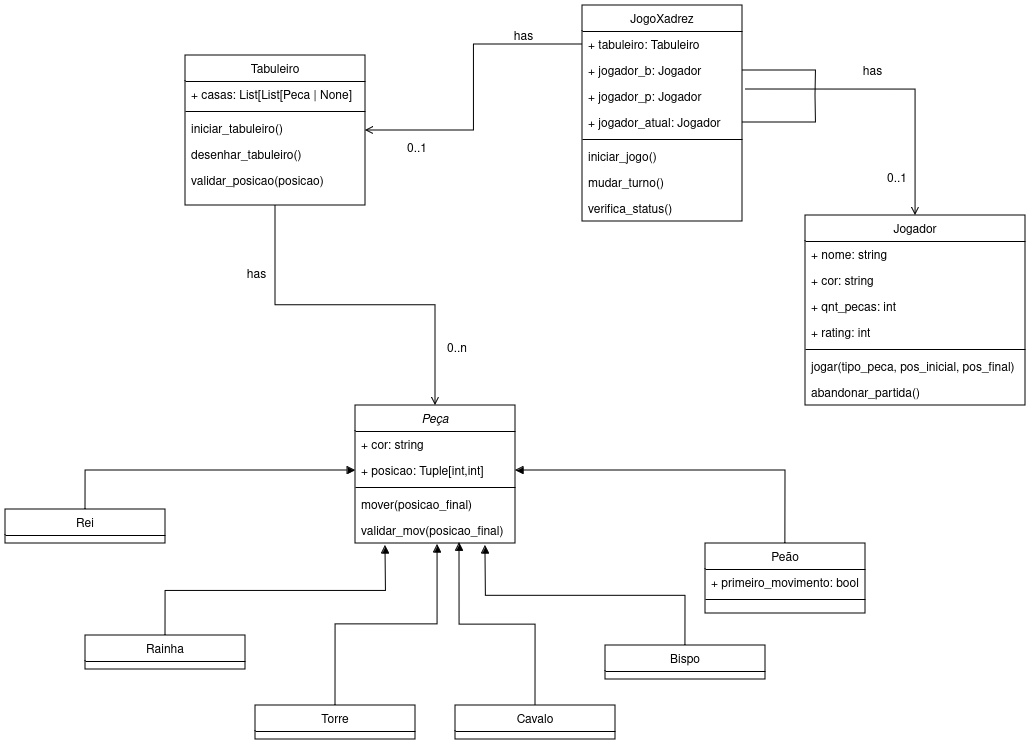 JogoXadrez
+ tabuleiro: Tabuleiro
+ jogador_b: Jogador
+ jogador_p: Jogador
+ jogador_atual: Jogador
iniciar_jogo()
mudar_turno()
verifica_status()
has
0..1
Tabuleiro
+ casas: List[List[Peca | None]
iniciar_tabuleiro()
desenhar_tabuleiro()
validar_posicao(posicao)
has
0..1
Jogador
+ nome: string
+ cor: string
+ qnt_pecas: int
+ rating: int
jogar(tipo_peca, pos_inicial, pos_final)
abandonar_partida()
has
0..n
Peça
+ cor: string
+ posicao: Tuple[int,int]
mover(posicao_final)
validar_mov(posicao_final)
Rei
Peão
+ primeiro_movimento: bool
Rainha
Bispo
Torre
Cavalo